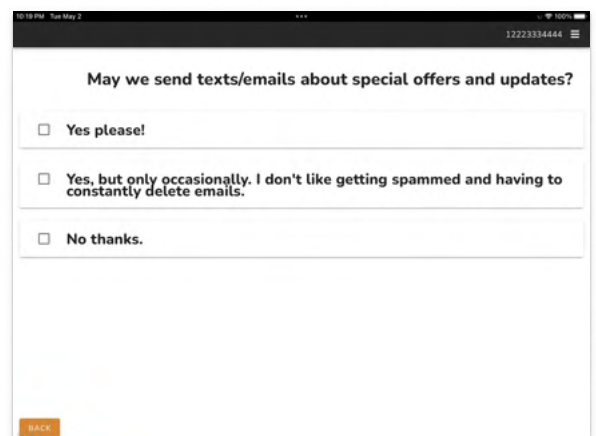 10:19 PM Tue May 2 ... 100%
12223334444
May we send texts/emails about special offers and updates?
Yes please!
Yes, but only occasionally. I don't like getting spammed and having to
constantly delete emails.
No thanks.
BACK